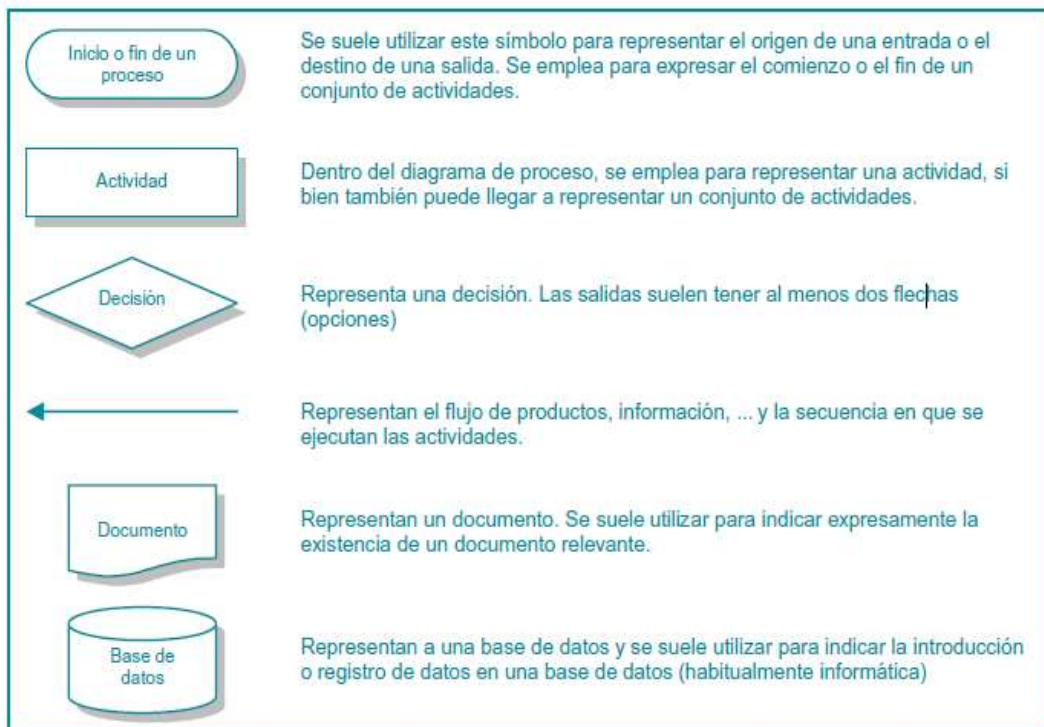 Inicio o fin de un
proceso
Se suele utilizar este símbolo para representar el origen de una entrada o el
destino de una salida. Se emplea para expresar el comienzo o el fin de un
conjunto de actividades.
Actividad
Dentro del diagrama de proceso, se emplea para representar una actividad, si
bien también puede llegar a representar un conjunto de actividades.
Decisión
Representa una decisión. Las salidas suelen tener al menos dos flechas
(opciones)
Representan el flujo de productos, información, ... y la secuencia en que se
ejecutan las actividades.
Documento
Representan un documento. Se suele utilizar para indicar expresamente la
existencia de un documento relevante.
Base de
datos
Representan a una base de datos y se suele utilizar para indicar la introducción
o registro de datos en una base de datos (habitualmente informática)